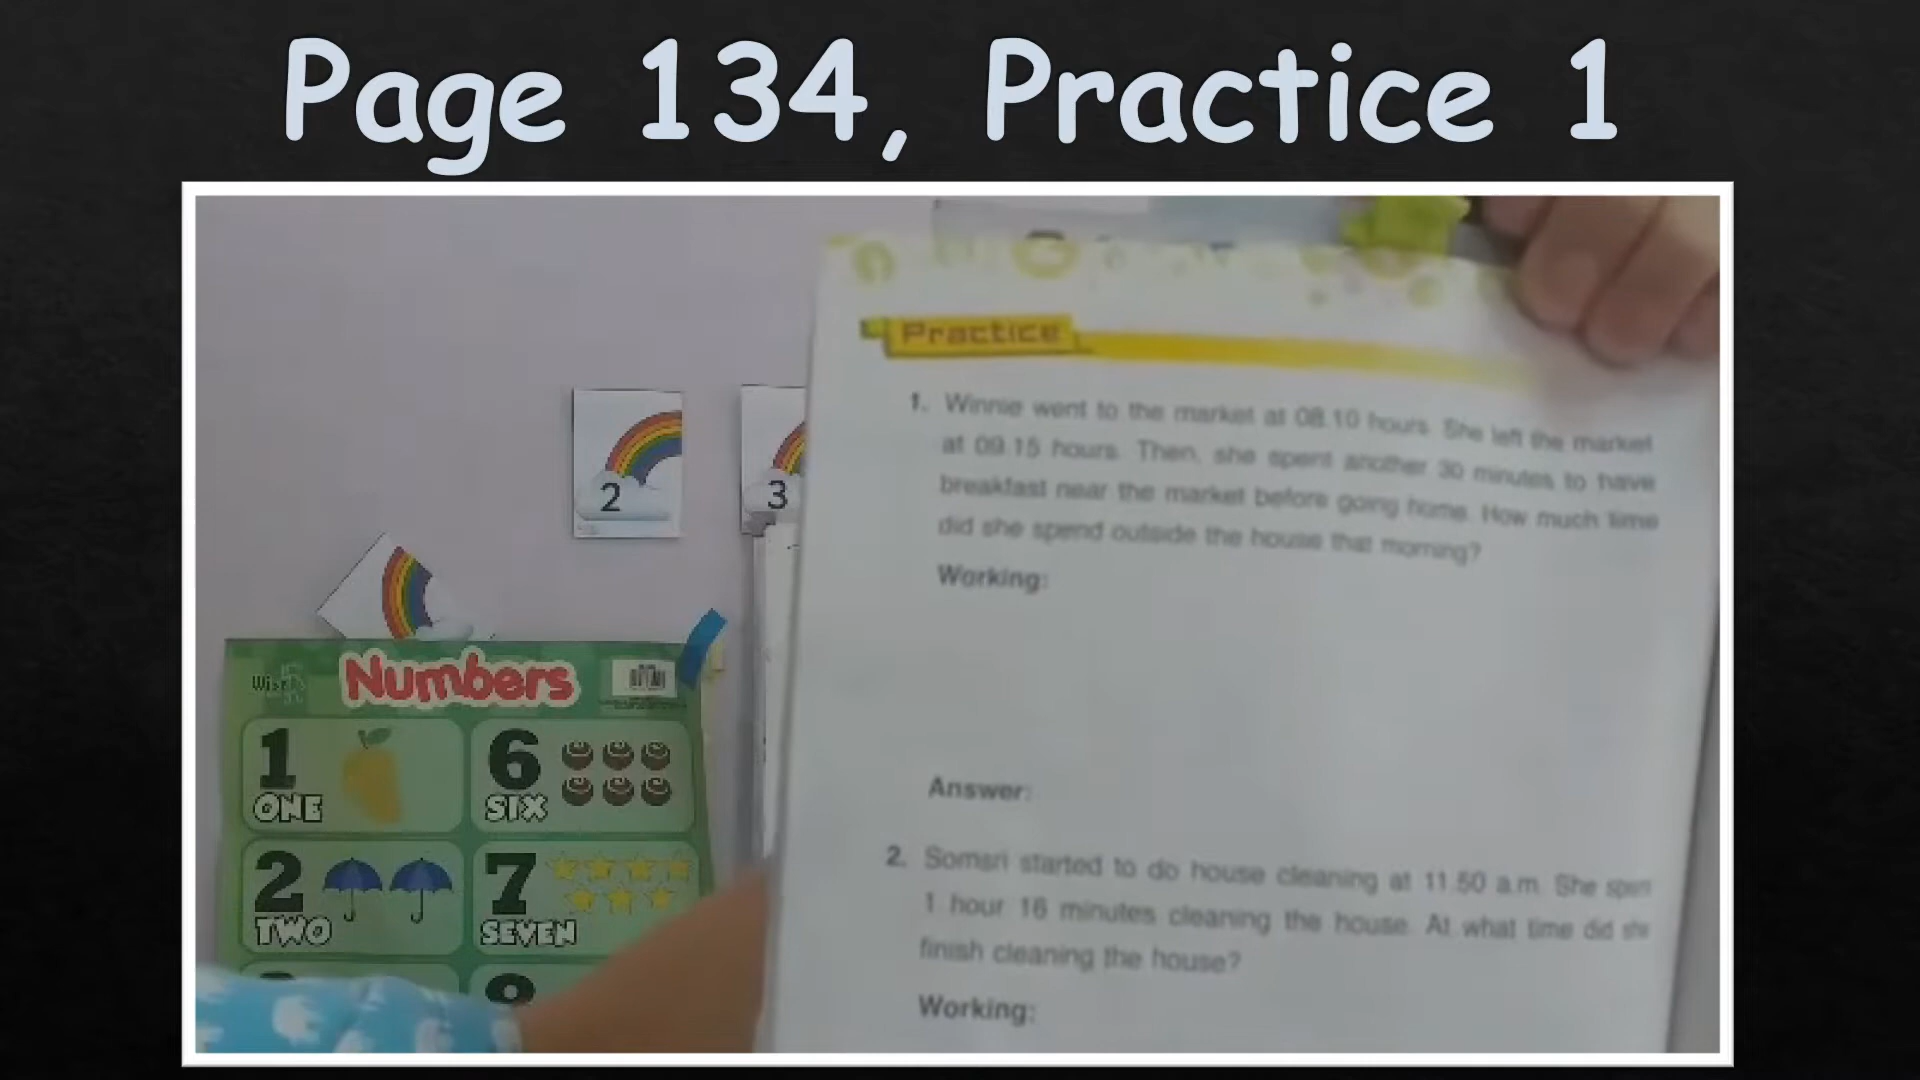 Page 134, Practice 1
Practice
1. Winnie went to the market at 08.10 hours. She left the market
at 09.15 hours. Then, she spent another 30 minutes to have
breakfast near the market before going home. How much time
did she spend outside the house that morning?
Working:
Answer:
2. Somsri started to do house cleaning at 11.50 a.m. She spent
1 hour 16 minutes cleaning the house. At what time did she
finish cleaning the house?
Working:
2
3
Numbers
1
ONE
6
SIX
2
TWO
7
SEVEN